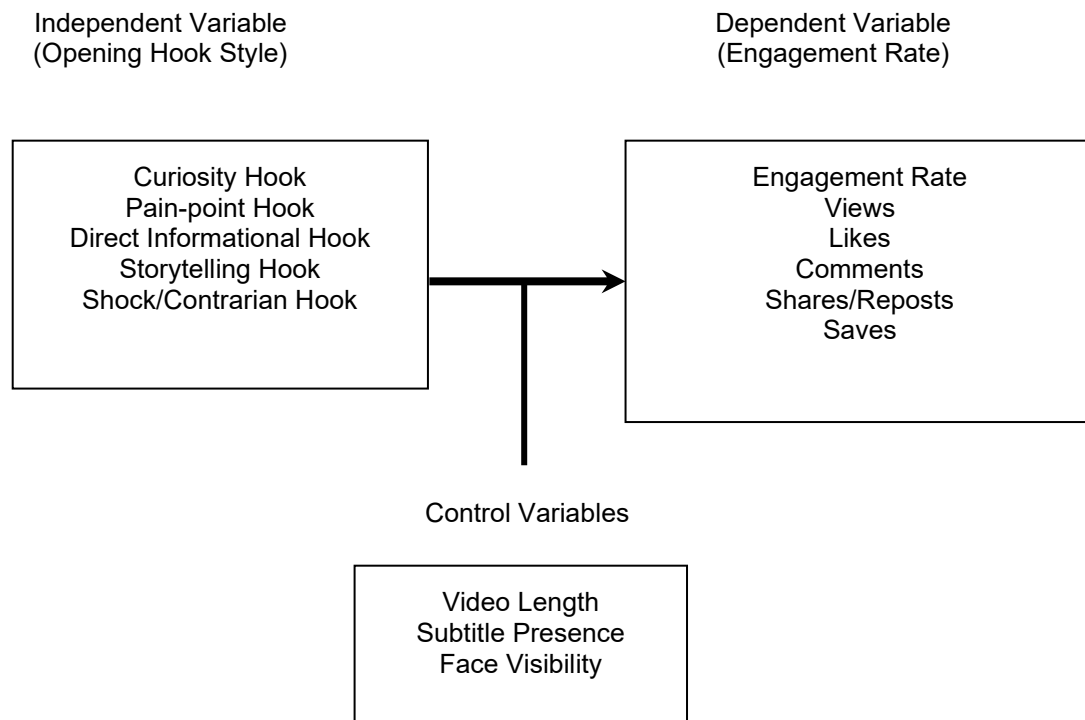 Independent Variable
(Opening Hook Style)
Dependent Variable
(Engagement Rate)
Curiosity Hook
Pain-point Hook
Direct Informational Hook
Storytelling Hook
Shock/Contrarian Hook
Engagement Rate
Views
Likes
Comments
Shares/Reposts
Saves
Control Variables
Video Length
Subtitle Presence
Face Visibility